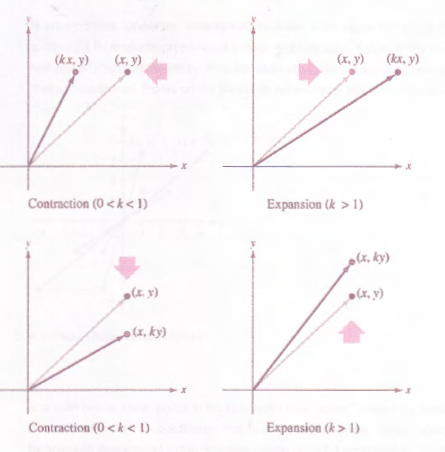 y
y
(kx, y) (x, y)
(x, y) (kx, y)
x
x
Contraction (0 < k < 1)
Expansion (k > 1)
y
y
(x, y)
(x, ky)
(x, ky)
(x, y)
x
x
Contraction (0 < k < 1)
Expansion (k > 1)